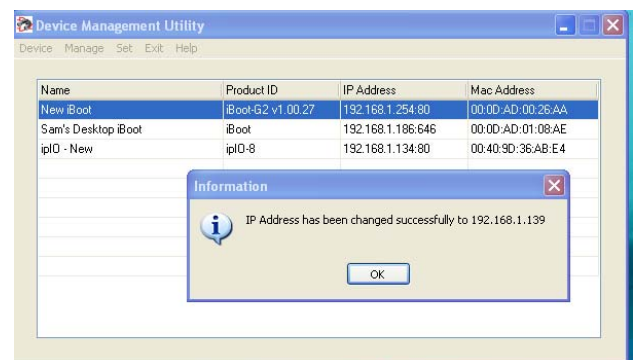 Device Management Utility
Device Manage Set Exit Help
Name Product ID IP Address Mac Address
New iBoot iBoot-G2 v1.00.27 192.168.1.254:80 00:0D:AD:00:26:AA
Sam's Desktop iBoot iBoot 192.168.1.186:646 00:0D:AD:01:08:AE
ipIO - New ipIO-8 192.168.1.134:80 00:40:9D:36:AB:E4
Information
IP Address has been changed successfully to 192.168.1.139
OK